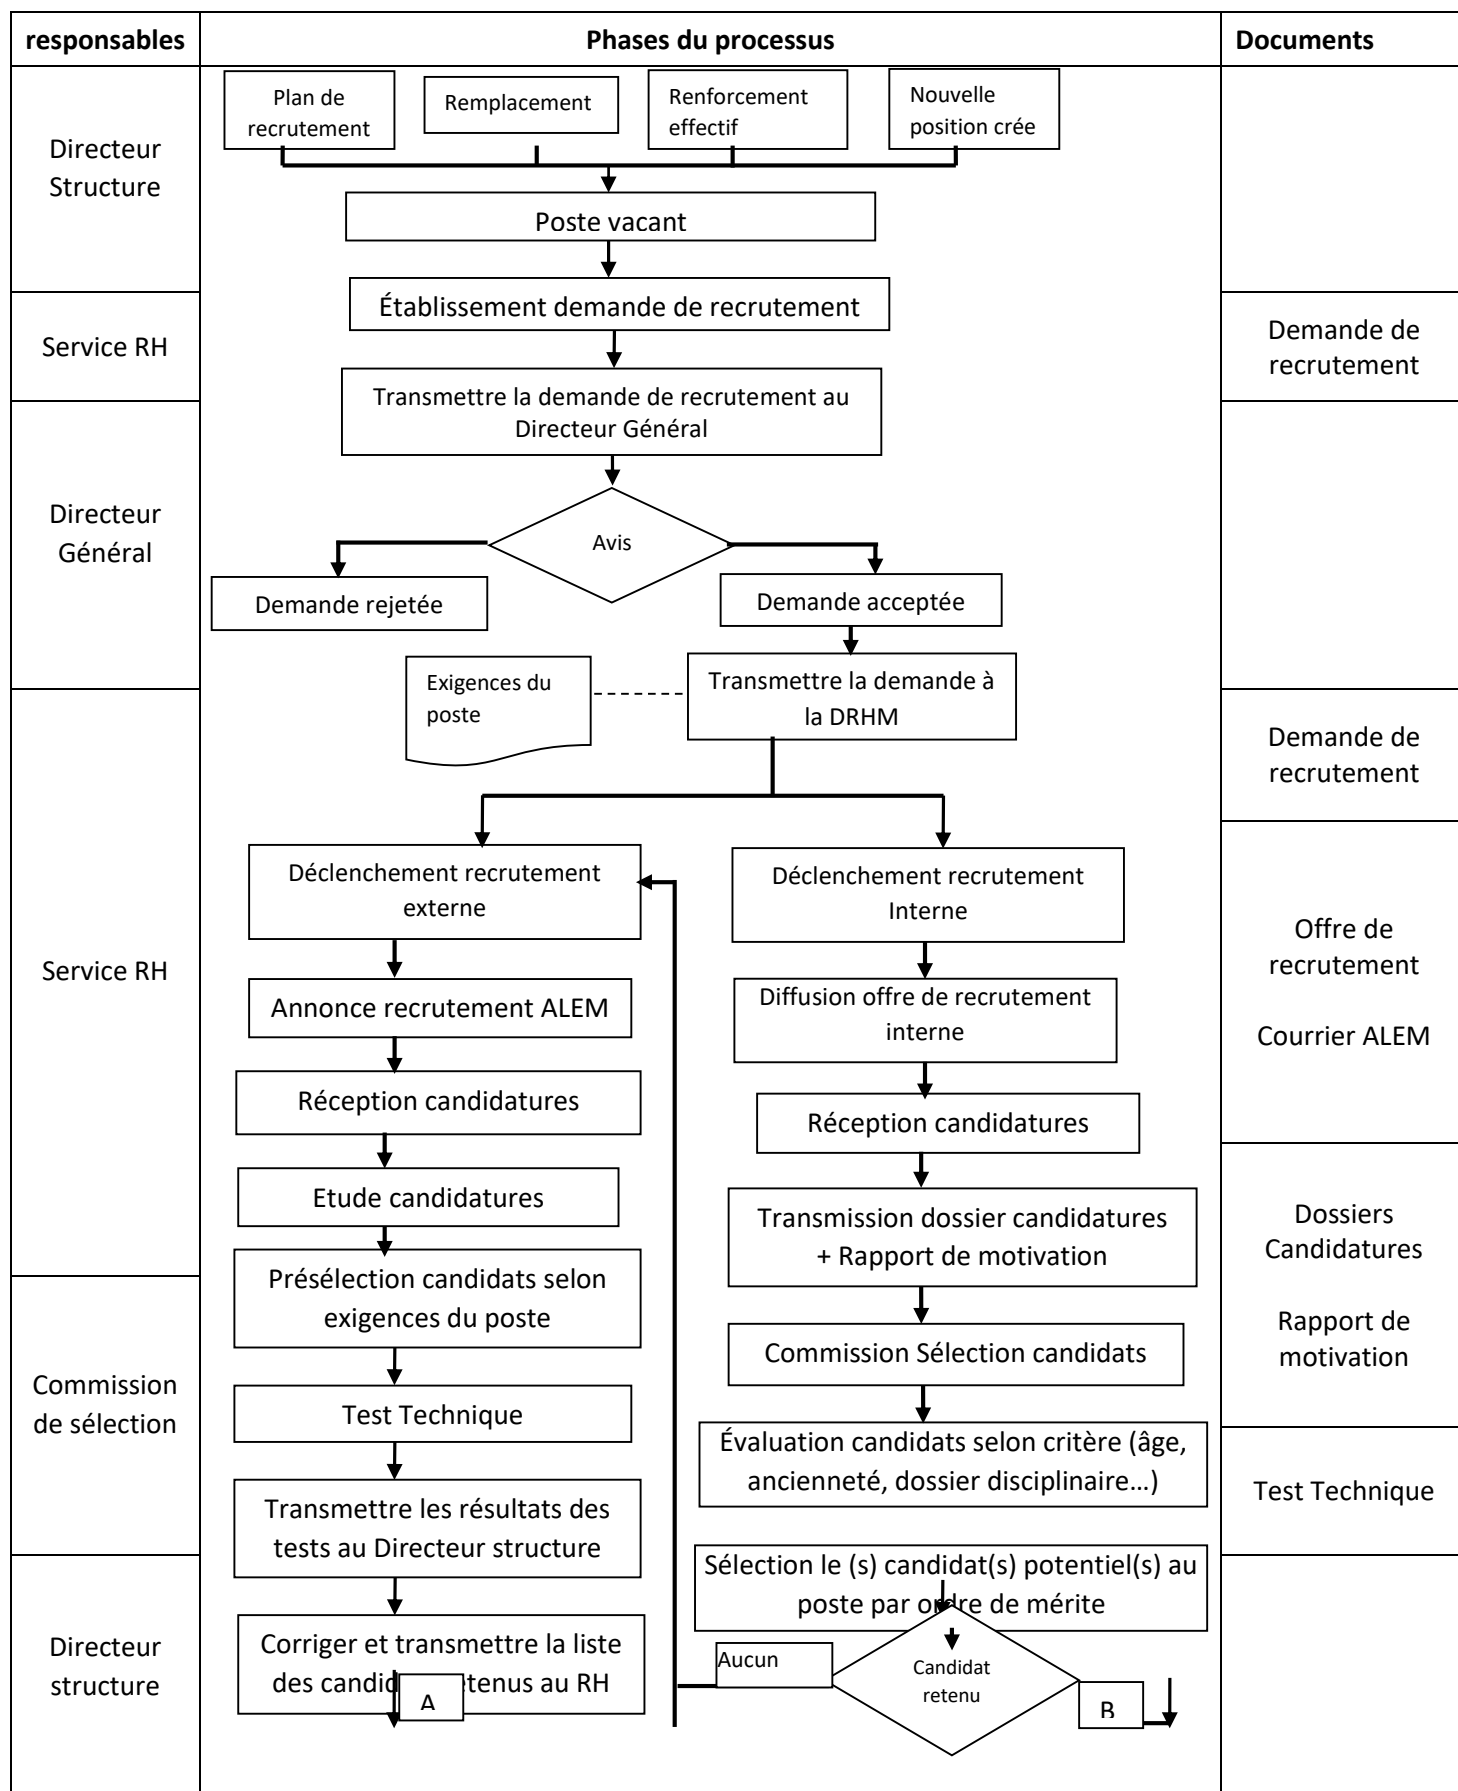 responsables
Phases du processus
Documents
Directeur
Structure
Plan de
recrutement
Remplacement
Renforcement
effectif
Nouvelle
position crée
Poste vacant
Établissement demande de recrutement
Service RH
Demande de
recrutement
Transmettre la demande de recrutement au
Directeur Général
Directeur
Général
Avis
Demande rejetée
Demande acceptée
Exigences du
poste
Transmettre la demande à
la DRHM
Demande de
recrutement
Service RH
Déclenchement recrutement
externe
Déclenchement recrutement
Interne
Offre de
recrutement
Courrier ALEM
Annonce recrutement ALEM
Diffusion offre de recrutement
interne
Réception candidatures
Réception candidatures
Etude candidatures
Transmission dossier candidatures
+ Rapport de motivation
Dossiers
Candidatures
Rapport de
motivation
Présélection candidats selon
exigences du poste
Commission Sélection candidats
Commission
de sélection
Test Technique
Évaluation candidats selon critère (âge,
ancienneté, dossier disciplinaire…)
Test Technique
Transmettre les résultats des
tests au Directeur structure
Sélection le (s) candidat(s) potentiel(s) au
poste par ordre de mérite
Directeur
structure
Corriger et transmettre la liste
des candid etenus au RH
A
Aucun
Candidat
retenu
B